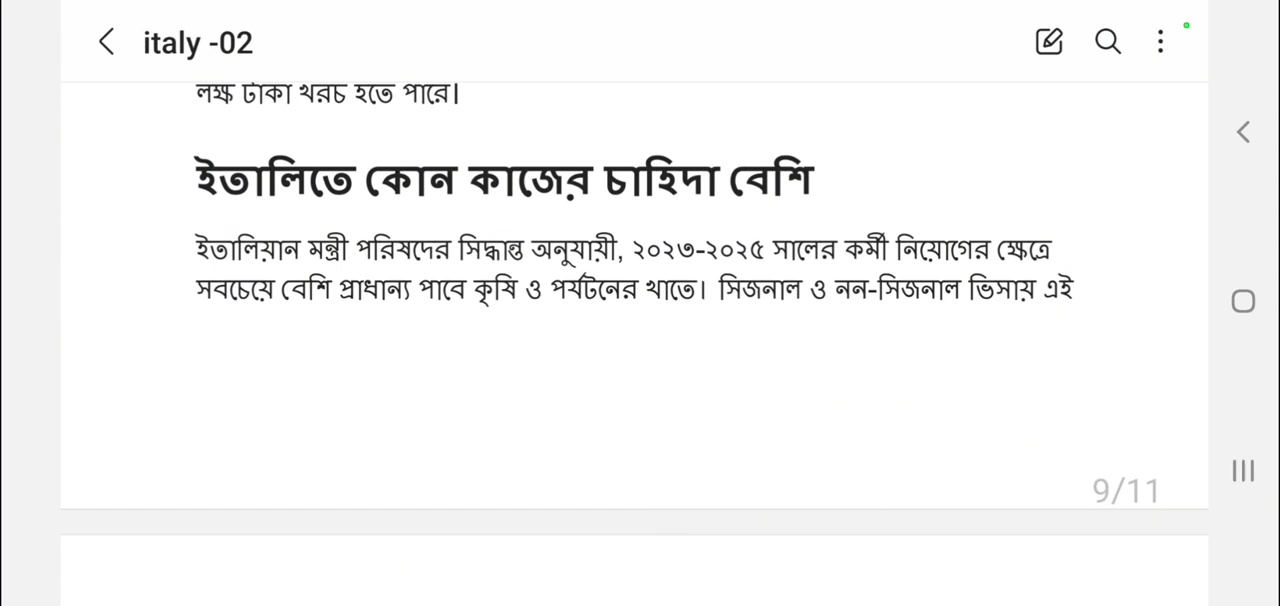 italy -02
লক্ষ টাকা খরচ হতে পারে।
ইতালিতে কোন কাজের চাহিদা বেশি
ইতালিয়ান মন্ত্রী পরিষদের সিদ্ধান্ত অনুযায়ী, ২০২৩-২০২৫ সালের কর্মী নিয়োগের ক্ষেত্রে
সবচেয়ে বেশি প্রাধান্য পাবে কৃষি ও পর্যটনের খাতে। সিজনাল ও নন-সিজনাল ভিসায় এই
9/11